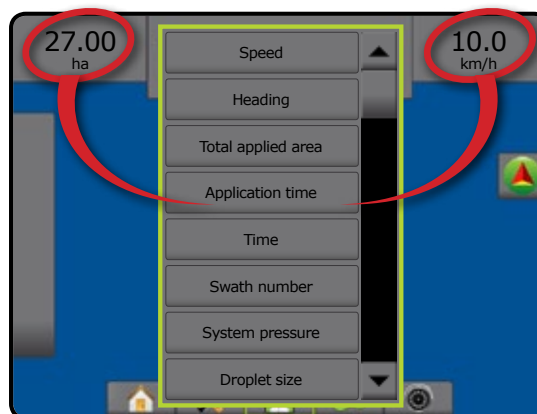 27.00
ha
10.0
km/h
Speed
Heading
Total applied area
Application time
Time
Swath number
System pressure
Droplet size